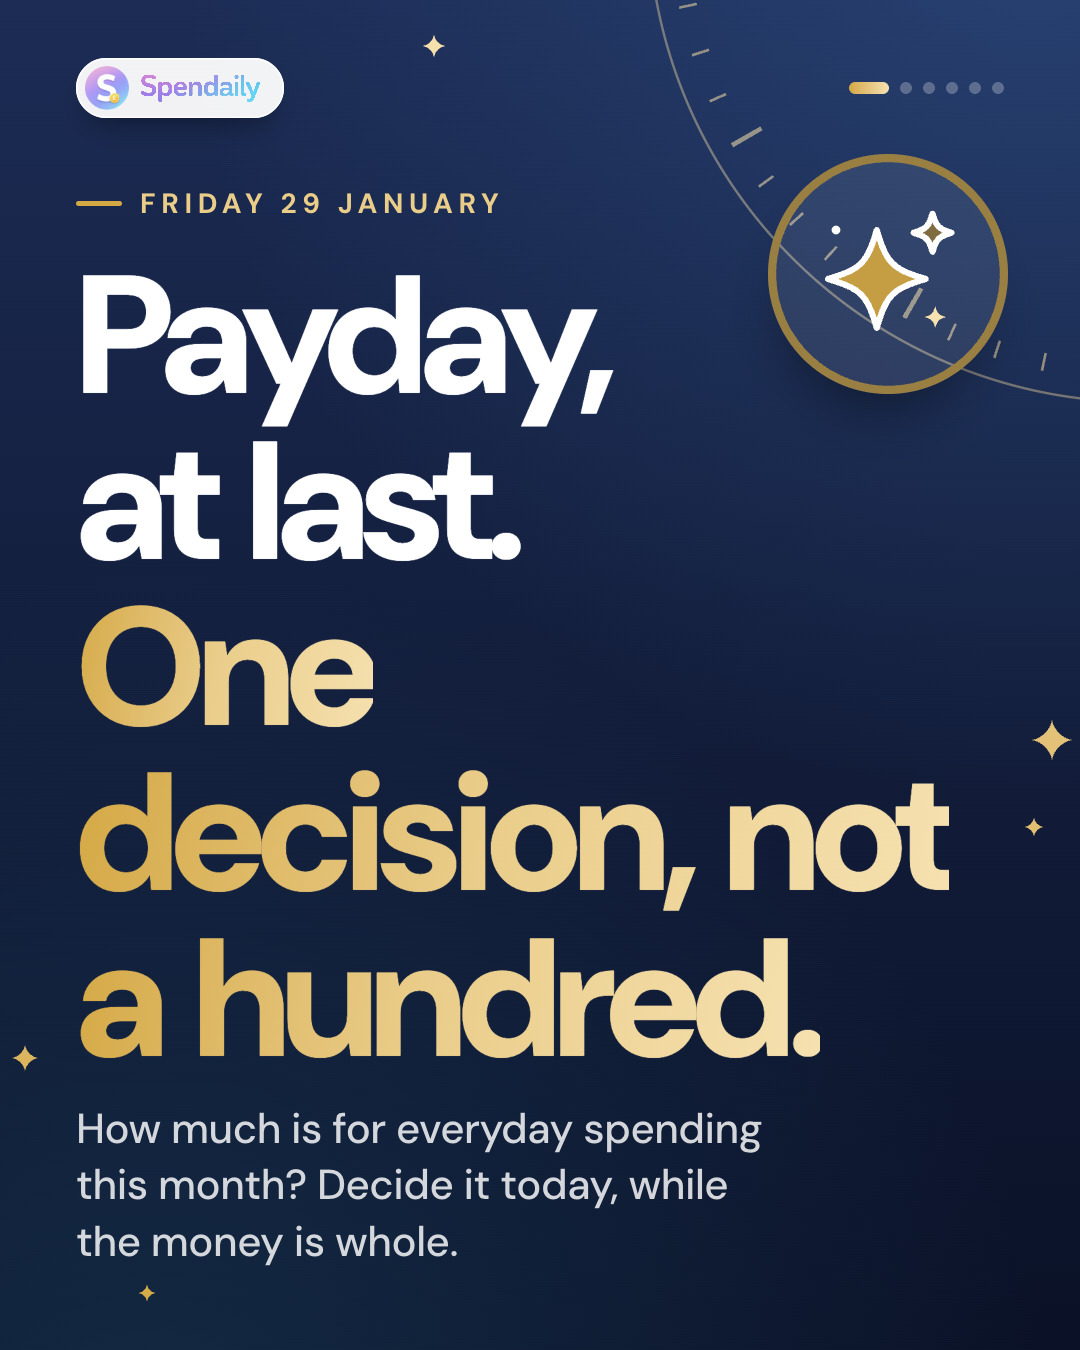 Spendaily
FRIDAY 29 JANUARY
Payday,
at last.
One
decision, not
a hundred.
How much is for everyday spending
this month? Decide it today, while
the money is whole.